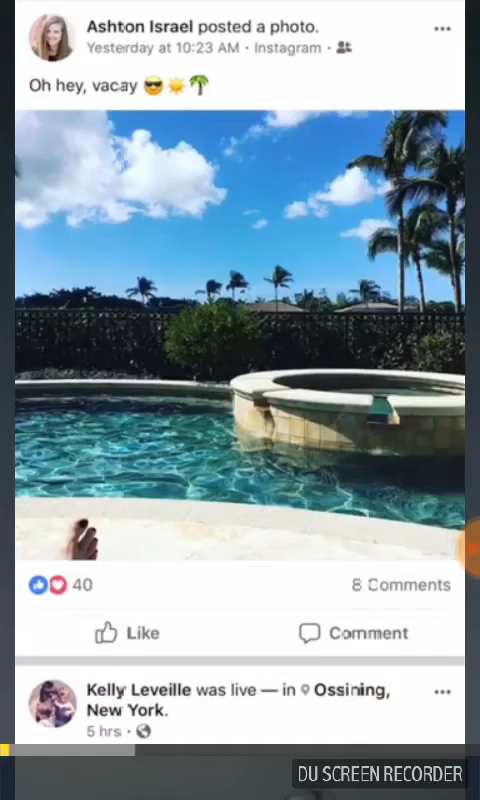 Ashton Israel posted a photo.
Yesterday at 10:23 AM · Instagram ·
Oh hey, vacay 😎☀️🌴
40
8 Comments
Like
Comment
Kelly Leveille was live — in Ossining,
New York.
5 hrs ·
DU SCREEN RECORDER